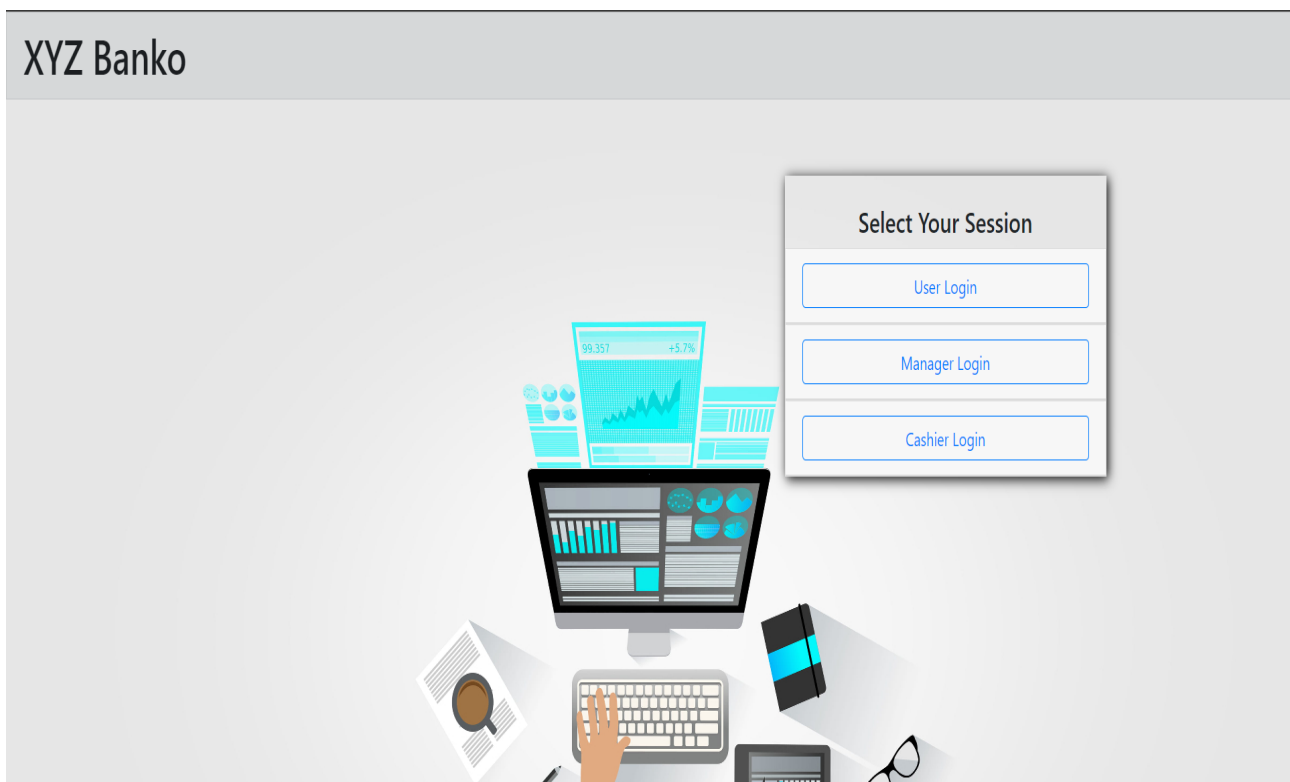 XYZ Banko
Select Your Session
User Login
Manager Login
Cashier Login
99.357 +5.7%